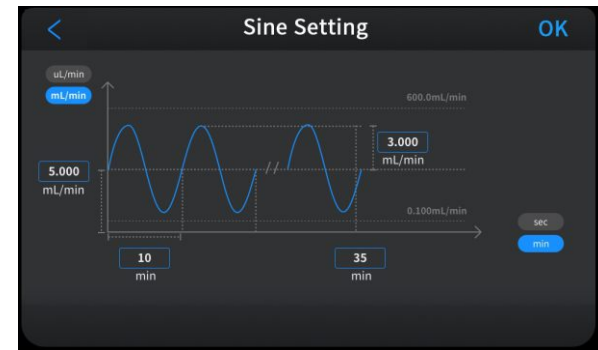 Sine Setting
OK
uL/min
mL/min
600.0mL/min
3.000
mL/min
5.000
mL/min
0.100mL/min
sec
min
10
min
35
min